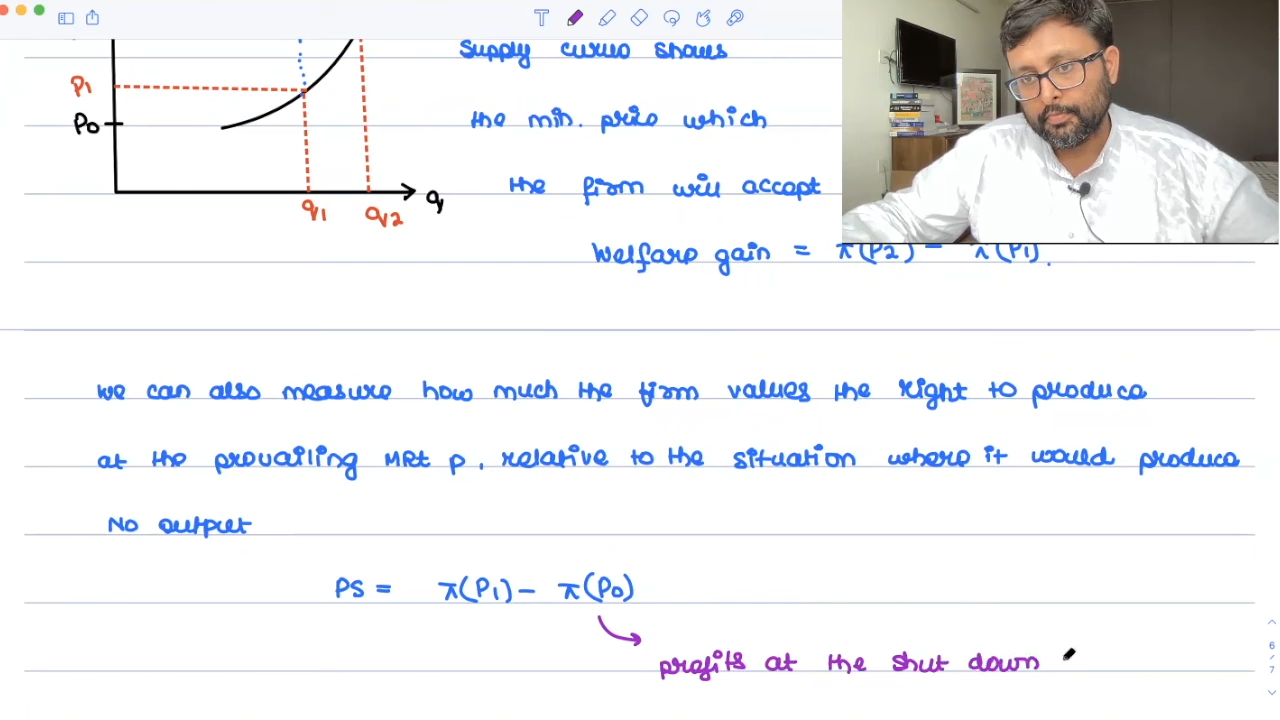 Supply curve shows
P1
P0
the min. price which
the firm will accept
q1
q2
q
Welfare gain = π(P2) - π(P1).
we can also measure how much the firm values the right to produce
at the prevailing MRt p, relative to the situation where it would produce
No output
PS = π(P1) - π(P0)
profits at the shut down
6
/
7